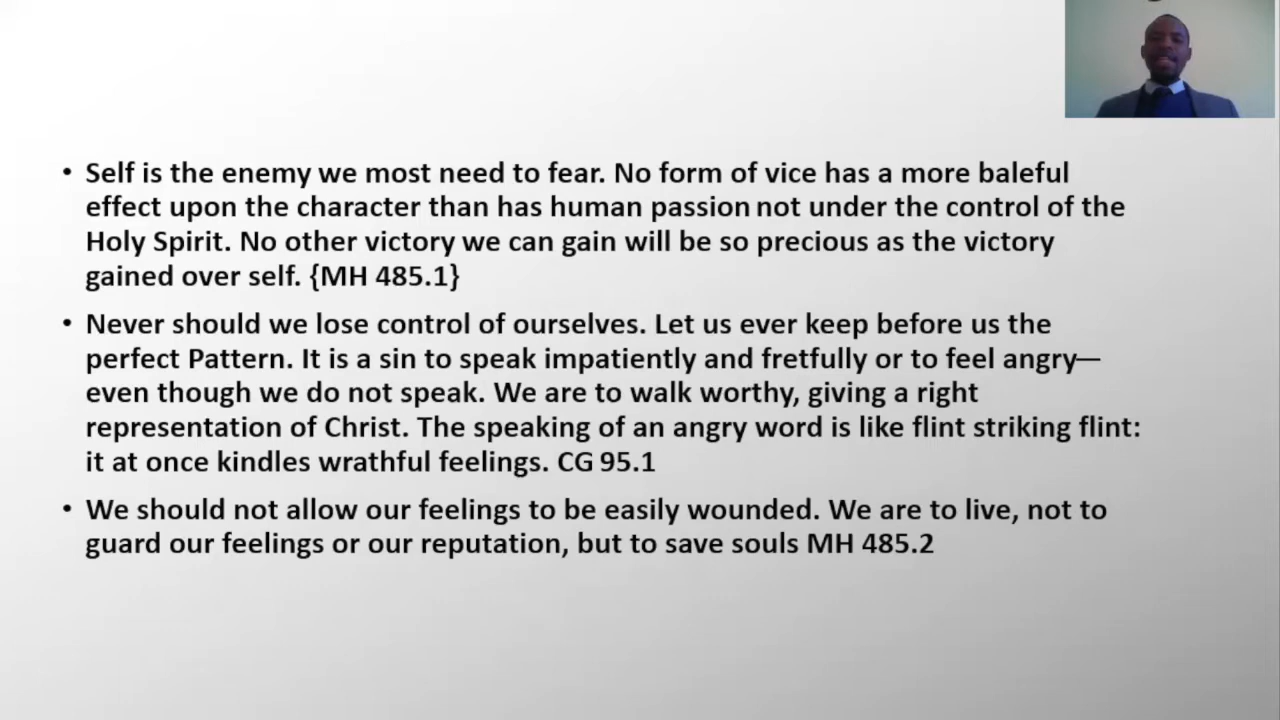 • Self is the enemy we most need to fear. No form of vice has a more baleful
effect upon the character than has human passion not under the control of the
Holy Spirit. No other victory we can gain will be so precious as the victory
gained over self. {MH 485.1}
• Never should we lose control of ourselves. Let us ever keep before us the
perfect Pattern. It is a sin to speak impatiently and fretfully or to feel angry—
even though we do not speak. We are to walk worthy, giving a right
representation of Christ. The speaking of an angry word is like flint striking flint:
it at once kindles wrathful feelings. CG 95.1
• We should not allow our feelings to be easily wounded. We are to live, not to
guard our feelings or our reputation, but to save souls MH 485.2